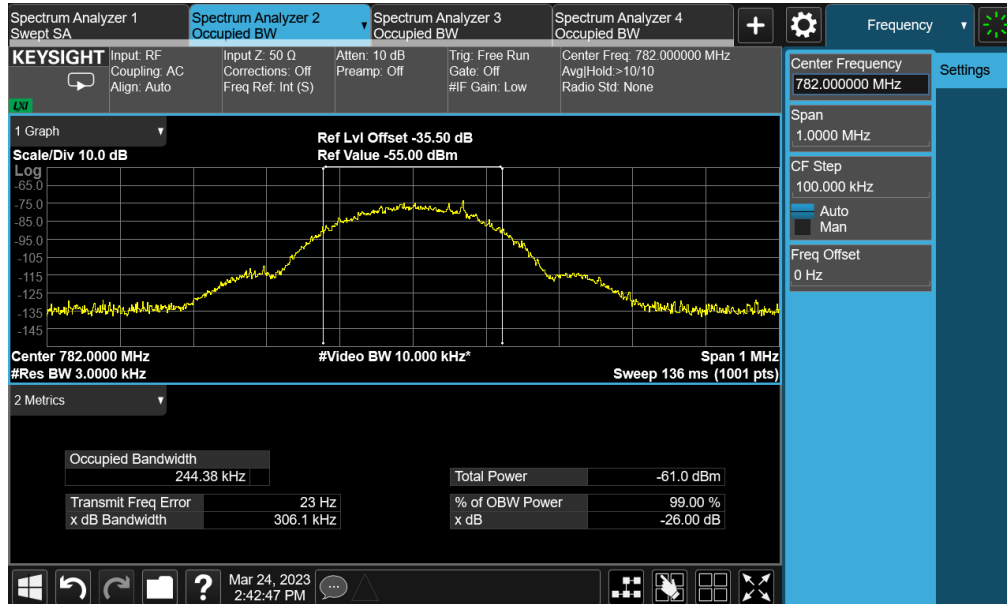 Spectrum Analyzer 1
Swept SA
Spectrum Analyzer 2
Occupied BW
Spectrum Analyzer 3
Occupied BW
Spectrum Analyzer 4
Occupied BW
+
Frequency
KEYSIGHT
LXI
Input: RF
Coupling: AC
Align: Auto
Input Z: 50 Ω
Corrections: Off
Freq Ref: Int (S)
Atten: 10 dB
Preamp: Off
Trig: Free Run
Gate: Off
#IF Gain: Low
Center Freq: 782.000000 MHz
Avg|Hold:>10/10
Radio Std: None
Center Frequency
782.000000 MHz
Settings
Span
1.0000 MHz
CF Step
100.000 kHz
Auto
Man
Freq Offset
0 Hz
1 Graph
Scale/Div 10.0 dB
Ref Lvl Offset -35.50 dB
Ref Value -55.00 dBm
Log
-65.0
-75.0
-85.0
-95.0
-105
-115
-125
-135
-145
Center 782.0000 MHz
#Res BW 3.0000 kHz
#Video BW 10.000 kHz*
Span 1 MHz
Sweep 136 ms (1001 pts)
2 Metrics
Occupied Bandwidth
244.38 kHz
Total Power -61.0 dBm
Transmit Freq Error 23 Hz
% of OBW Power 99.00 %
x dB Bandwidth 306.1 kHz
x dB -26.00 dB
?
Mar 24, 2023
2:42:47 PM